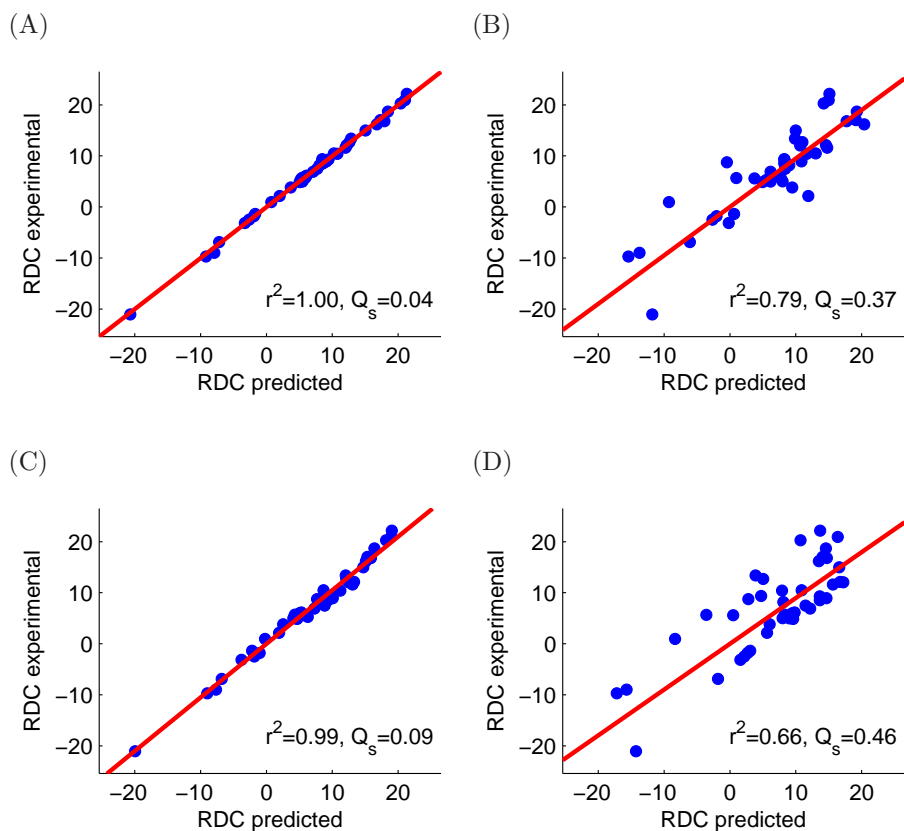 (A)
20
10
0
−10
−20
RDC experimental
r²=1.00, Qₛ=0.04
−20 −10 0 10 20
RDC predicted
(B)
20
10
0
−10
−20
RDC experimental
r²=0.79, Qₛ=0.37
−20 −10 0 10 20
RDC predicted
(C)
20
10
0
−10
−20
RDC experimental
r²=0.99, Qₛ=0.09
−20 −10 0 10 20
RDC predicted
(D)
20
10
0
−10
−20
RDC experimental
r²=0.66, Qₛ=0.46
−20 −10 0 10 20
RDC predicted